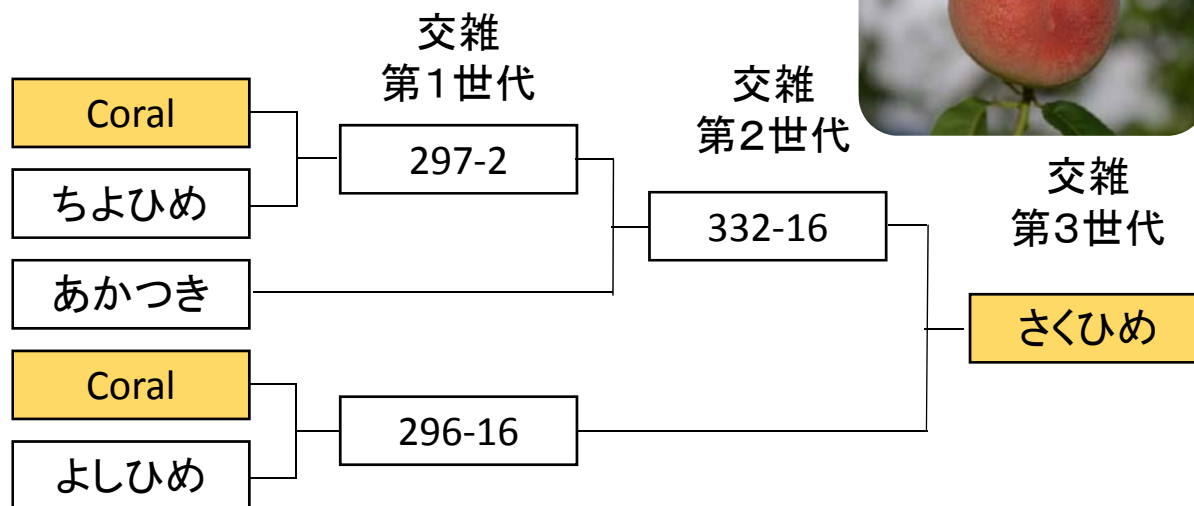 交雑
第1世代
交雑
第2世代
交雑
第3世代
Coral
ちよひめ
297-2
あかつき
332-16
Coral
よしひめ
296-16
さくひめ